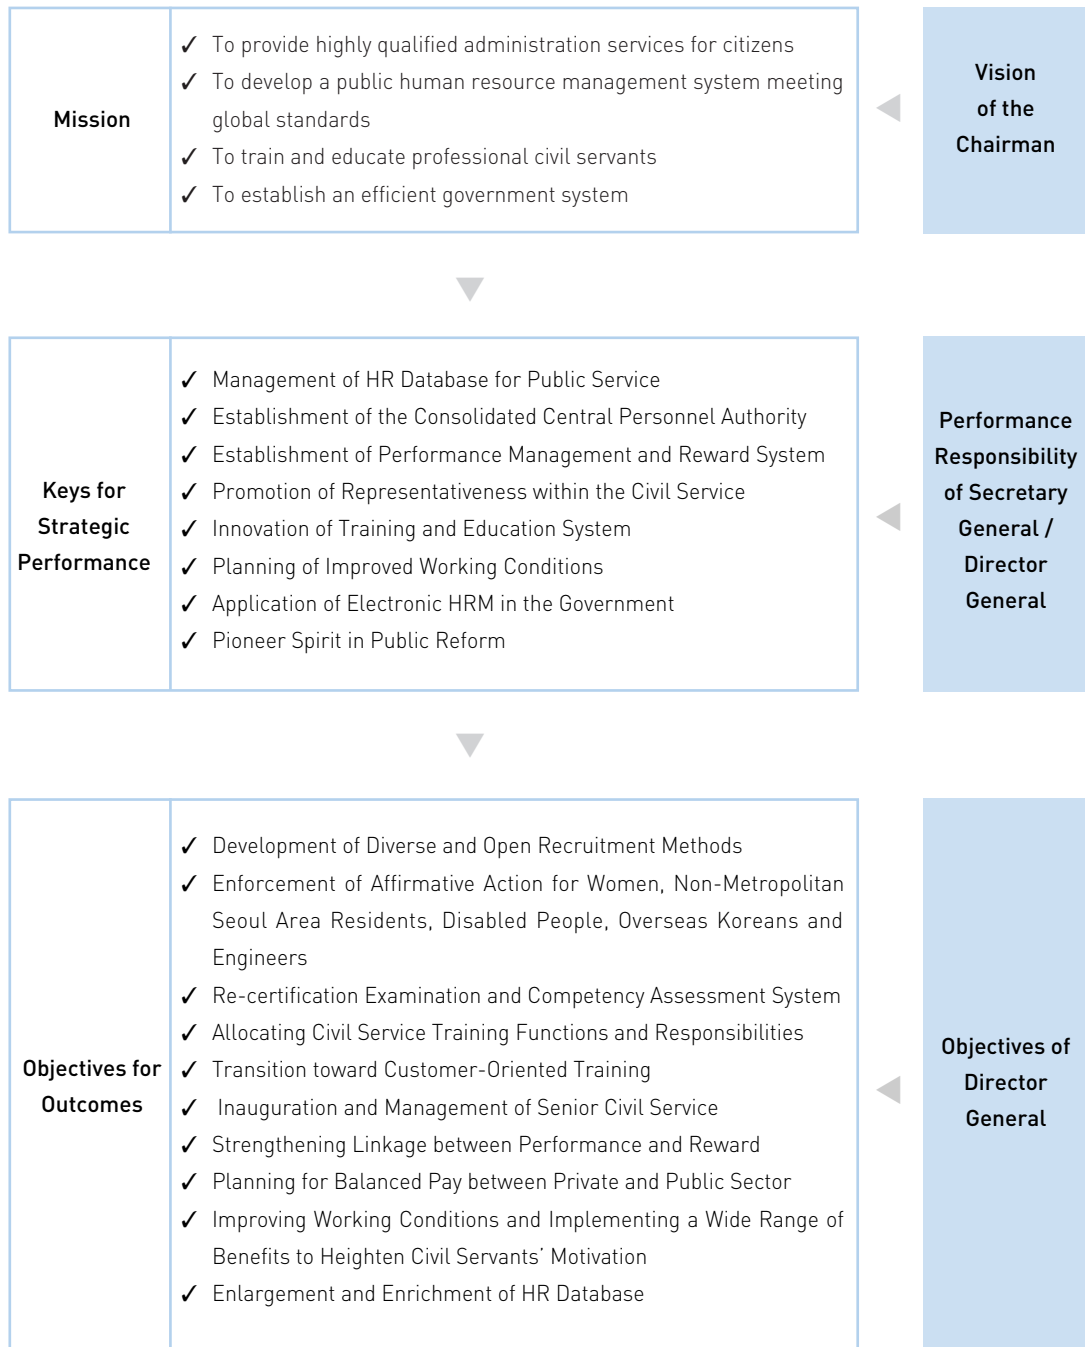 Mission
✓ To provide highly qualified administration services for citizens
✓ To develop a public human resource management system meeting
global standards
✓ To train and educate professional civil servants
✓ To establish an efficient government system
Vision
of the
Chairman
Keys for
Strategic
Performance
✓ Management of HR Database for Public Service
✓ Establishment of the Consolidated Central Personnel Authority
✓ Establishment of Performance Management and Reward System
✓ Promotion of Representativeness within the Civil Service
✓ Innovation of Training and Education System
✓ Planning of Improved Working Conditions
✓ Application of Electronic HRM in the Government
✓ Pioneer Spirit in Public Reform
Performance
Responsibility
of Secretary
General /
Director
General
Objectives for
Outcomes
✓ Development of Diverse and Open Recruitment Methods
✓ Enforcement of Affirmative Action for Women, Non-Metropolitan
Seoul Area Residents, Disabled People, Overseas Koreans and
Engineers
✓ Re-certification Examination and Competency Assessment System
✓ Allocating Civil Service Training Functions and Responsibilities
✓ Transition toward Customer-Oriented Training
✓ Inauguration and Management of Senior Civil Service
✓ Strengthening Linkage between Performance and Reward
✓ Planning for Balanced Pay between Private and Public Sector
✓ Improving Working Conditions and Implementing a Wide Range of
Benefits to Heighten Civil Servants' Motivation
✓ Enlargement and Enrichment of HR Database
Objectives of
Director
General